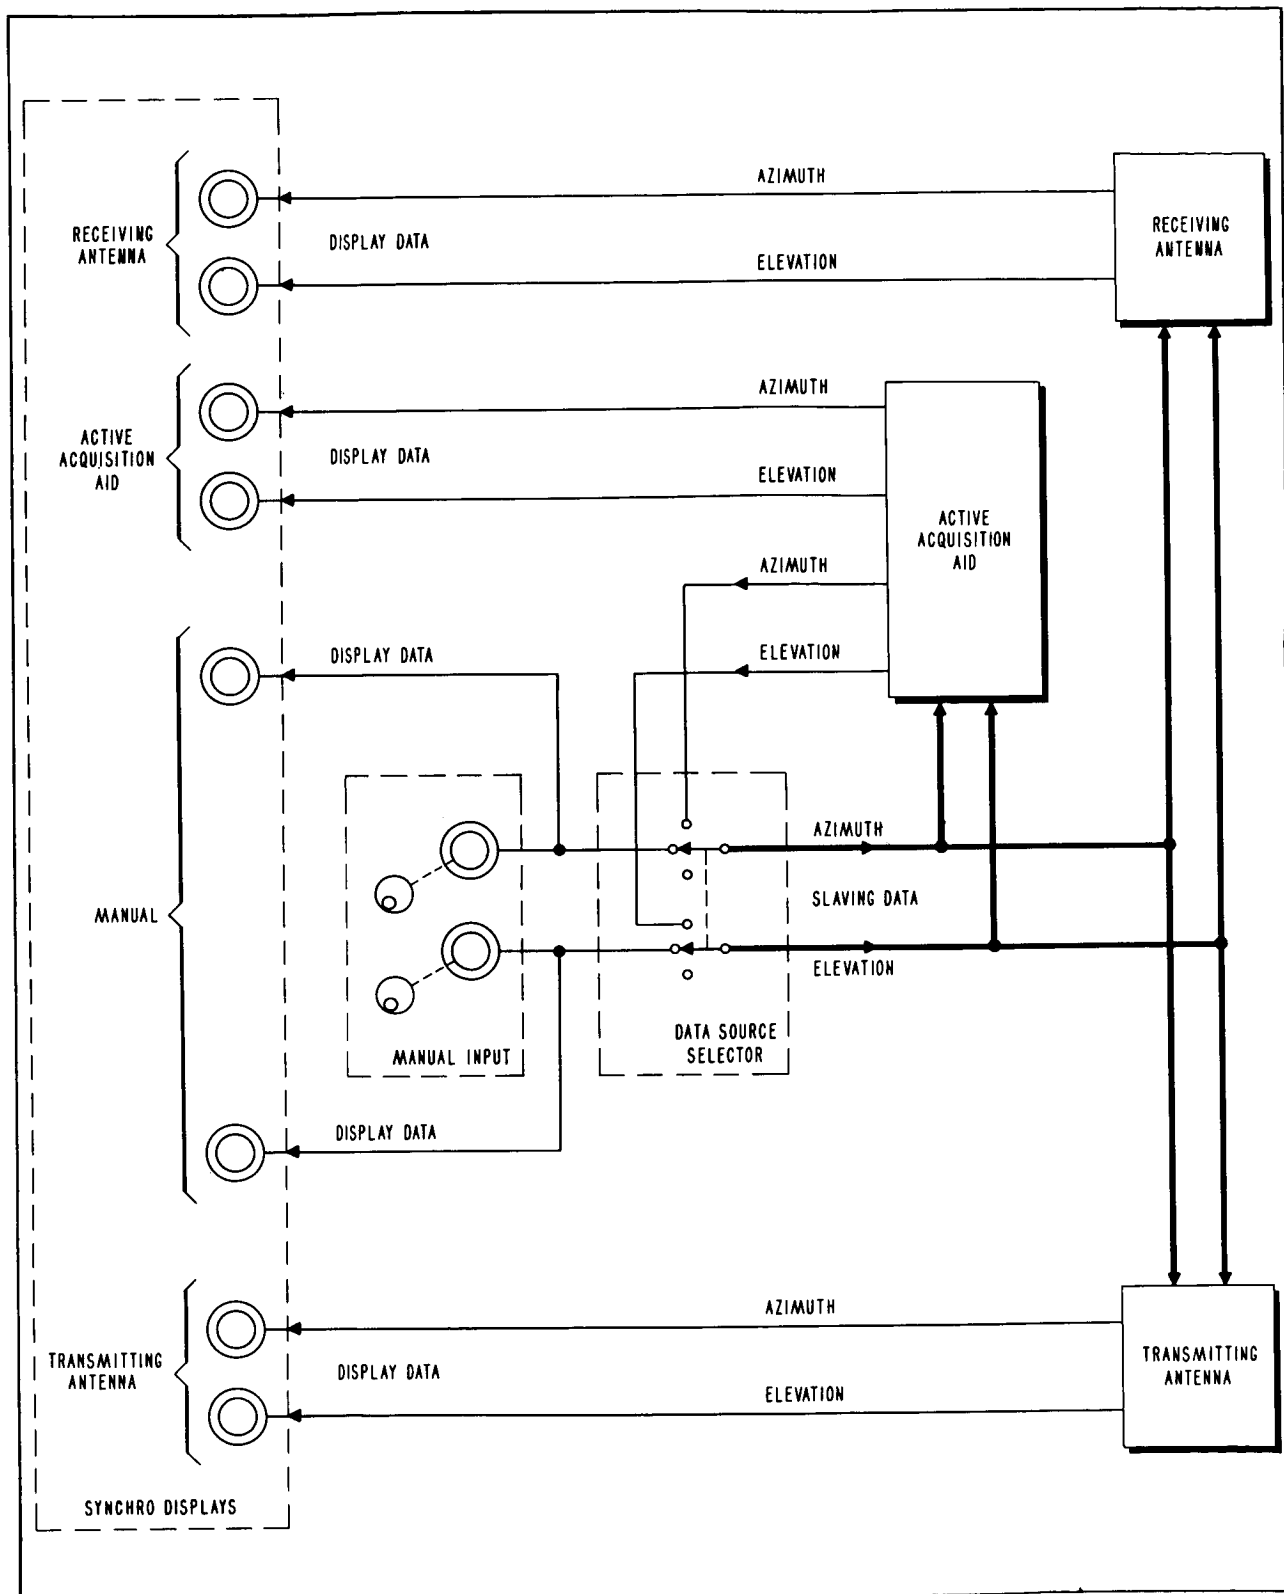 AZIMUTH
RECEIVING
ANTENNA
DISPLAY DATA
RECEIVING
ANTENNA
ELEVATION
AZIMUTH
ACTIVE
ACQUISITION
AID
DISPLAY DATA
ELEVATION
ACTIVE
ACQUISITION
AID
AZIMUTH
DISPLAY DATA
ELEVATION
AZIMUTH
MANUAL
SLAVING DATA
ELEVATION
MANUAL INPUT
DATA SOURCE
SELECTOR
DISPLAY DATA
AZIMUTH
TRANSMITTING
ANTENNA
DISPLAY DATA
TRANSMITTING
ANTENNA
ELEVATION
SYNCHRO DISPLAYS